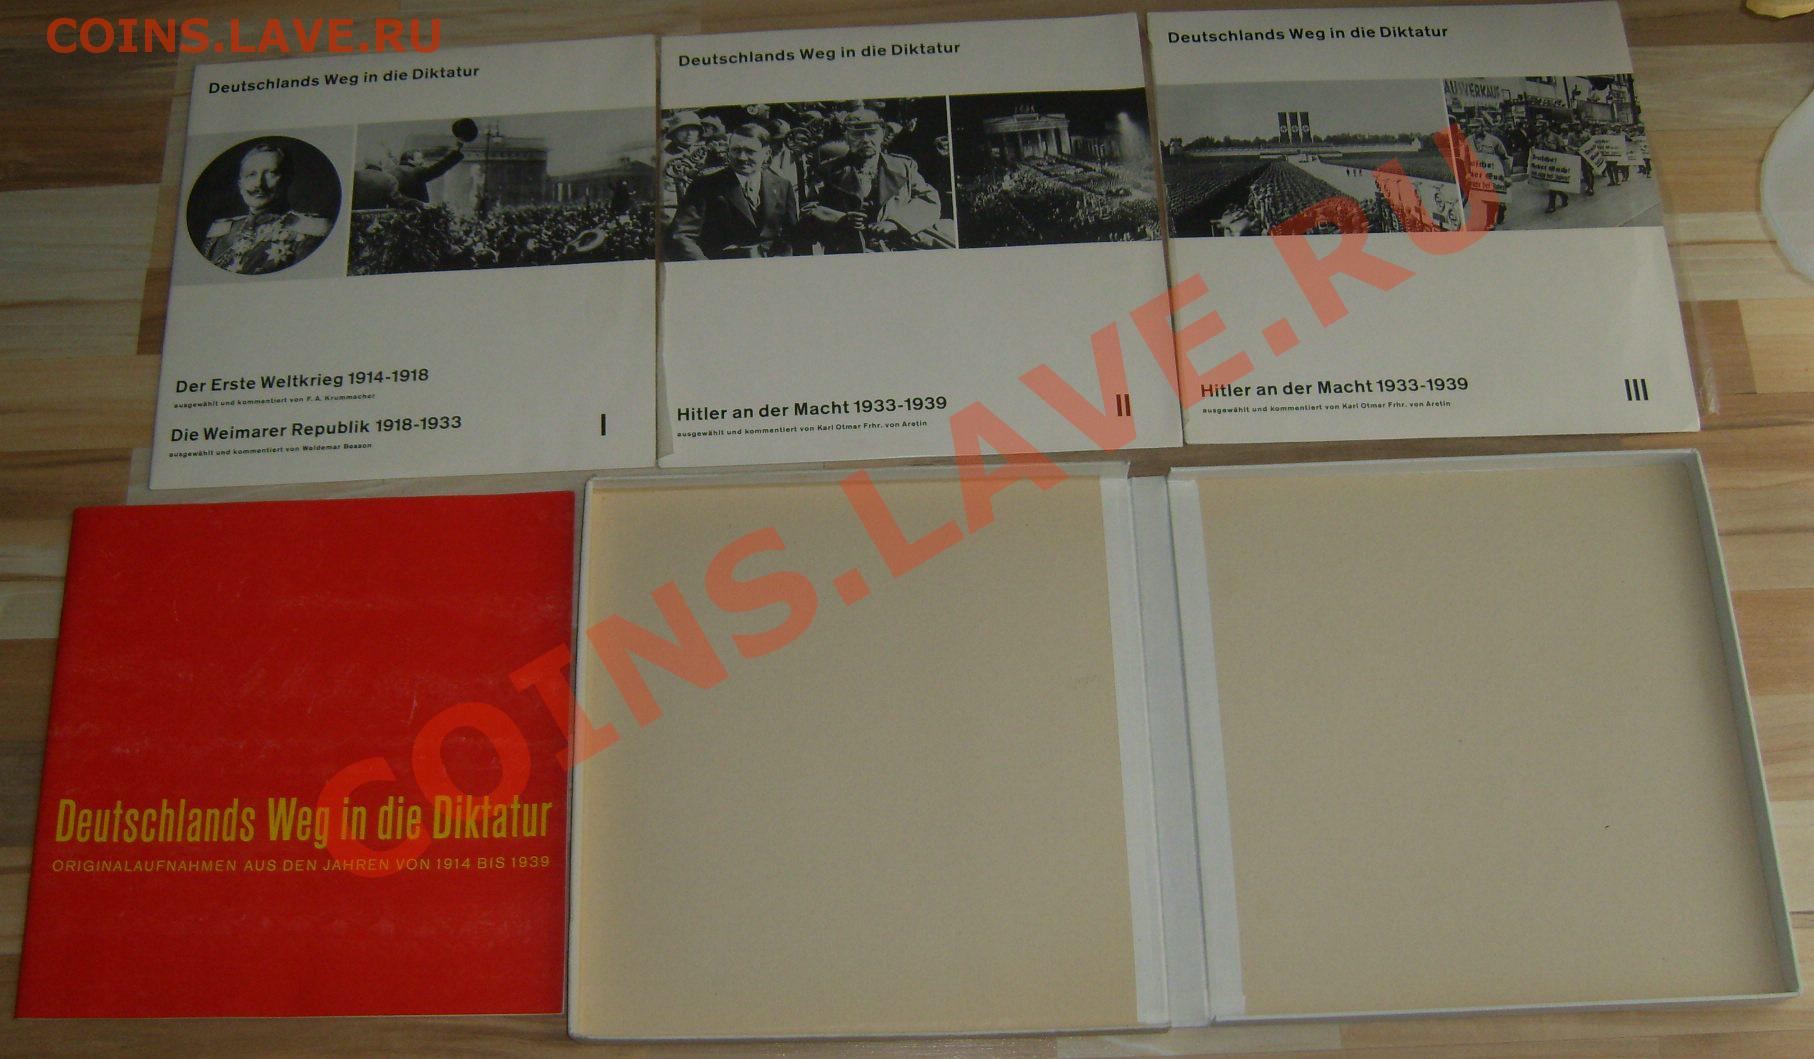 COINS.LAVE.RU
Deutschlands Weg in die Diktatur
Der Erste Weltkrieg 1914-1918
ausgewählt und kommentiert von F. A. Krummacher
Die Weimarer Republik 1918-1933
ausgewählt und kommentiert von Waldemar Besson
I
Deutschlands Weg in die Diktatur
Hitler an der Macht 1933-1939
ausgewählt und kommentiert von Karl Otmar Frhr. von Aretin
II
Deutschlands Weg in die Diktatur
AUSVERKAUF
Hitler an der Macht 1933-1939
ausgewählt und kommentiert von Karl Otmar Frhr. von Aretin
III
Deutschlands Weg in die Diktatur
ORIGINALAUFNAHMEN AUS DEN JAHREN VON 1914 BIS 1939
COINS.LAVE.RU